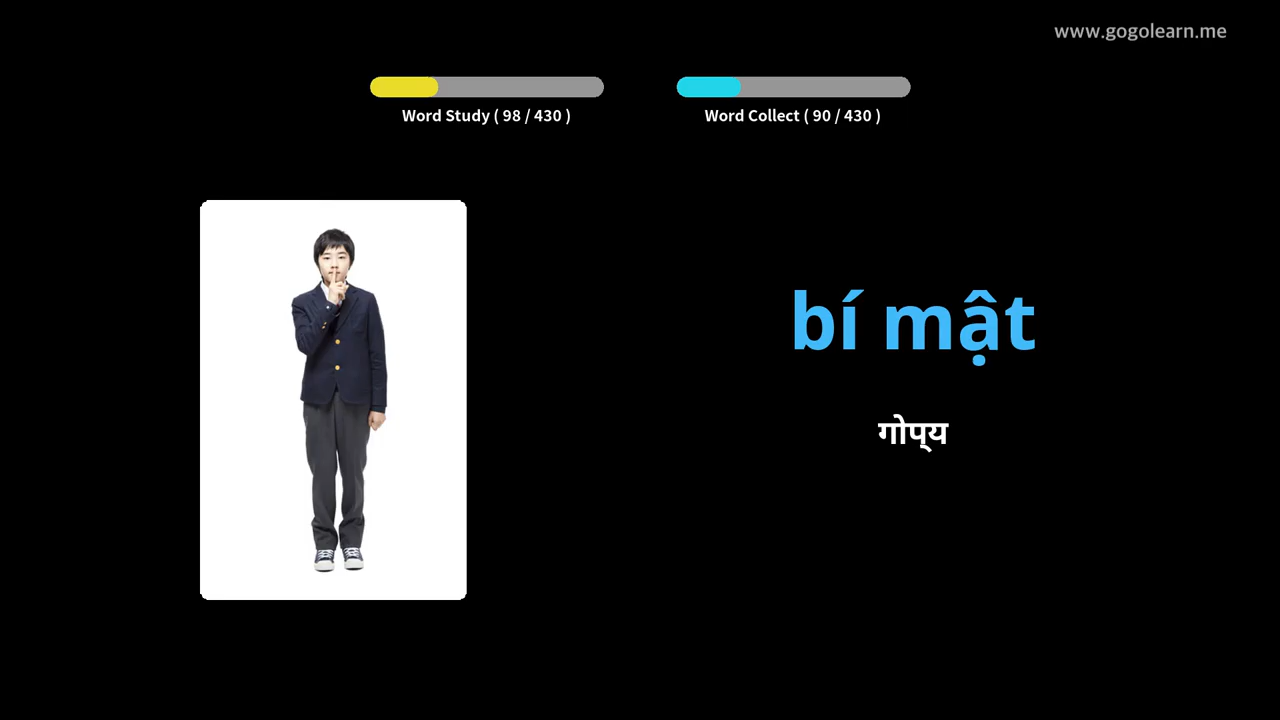 www.gogolearn.me
Word Study ( 98 / 430 )
Word Collect ( 90 / 430 )
bí mật
गोप्‍य